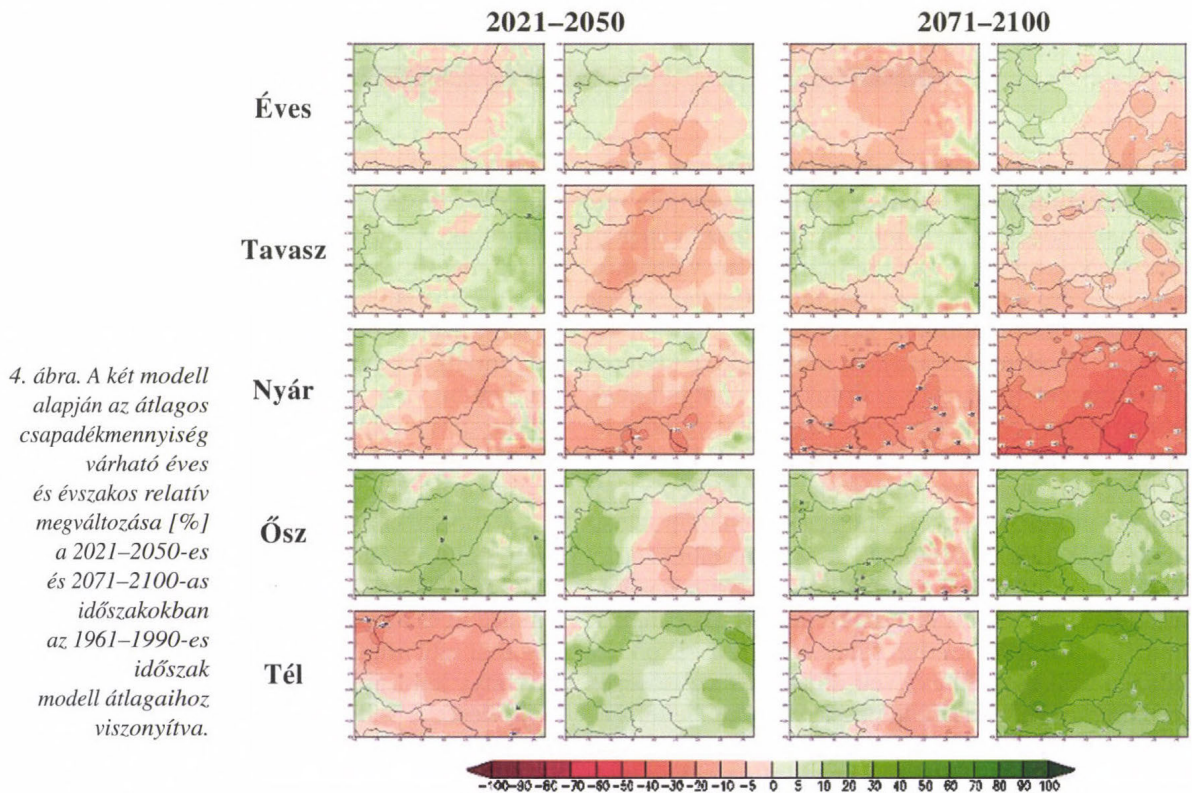 2021–2050
2071–2100
Éves
Tavasz
Nyár
Ősz
Tél
4. ábra. A két modell
alapján az átlagos
csapadékmennyiség
várható éves
és évszakos relatív
megváltozása [%]
a 2021–2050-es
és 2071–2100-as
időszakokban
az 1961–1990-es
időszak
modell átlagaihoz
viszonyítva.
-100 -90 -80 -70 -60 -50 -40 -30 -20 -10 -5 0 5 10 20 30 40 50 60 70 80 90 100